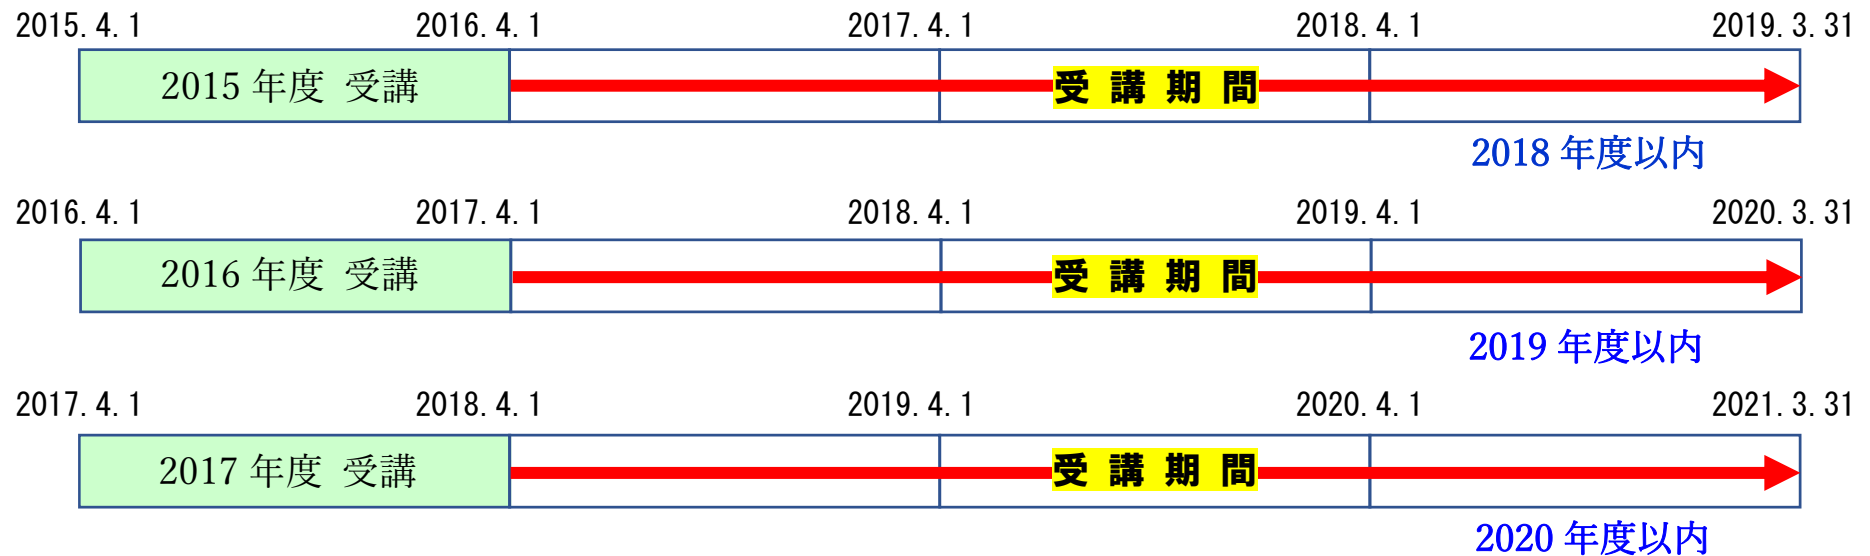 2015.4.1 2016.4.1 2017.4.1 2018.4.1 2019.3.31
2015 年度 受講 受 講 期 間
2018 年度以内
2016.4.1 2017.4.1 2018.4.1 2019.4.1 2020.3.31
2016 年度 受講 受 講 期 間
2019 年度以内
2017.4.1 2018.4.1 2019.4.1 2020.4.1 2021.3.31
2017 年度 受講 受 講 期 間
2020 年度以内